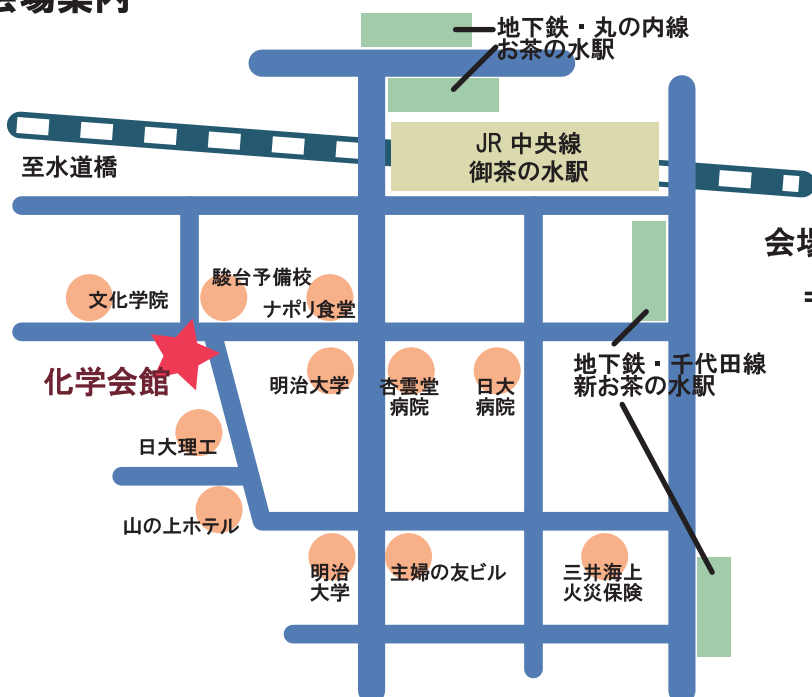 会場案内
地下鉄・丸の内線
お茶の水駅
JR 中央線
御茶の水駅
至水道橋
会場
駿台予備校
文化学院
ナポリ食堂
地下鉄・千代田線
新お茶の水駅
化学会館
明治大学
杏雲堂
病院
日大
病院
日大理工
山の上ホテル
明治
大学
主婦の友ビル
三井海上
火災保険